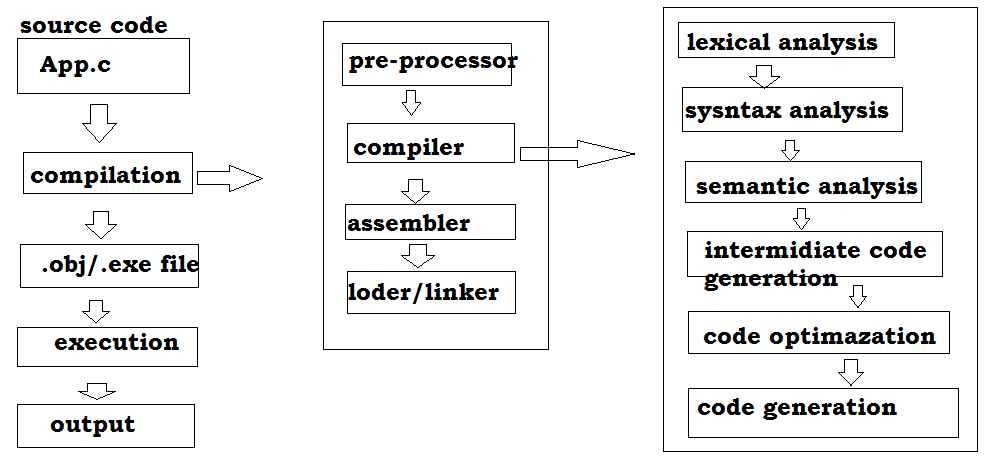 source code
App.c
compilation
.obj/.exe file
execution
output
pre-processor
compiler
assembler
loder/linker
lexical analysis
sysntax analysis
semantic analysis
intermidiate code
generation
code optimazation
code generation